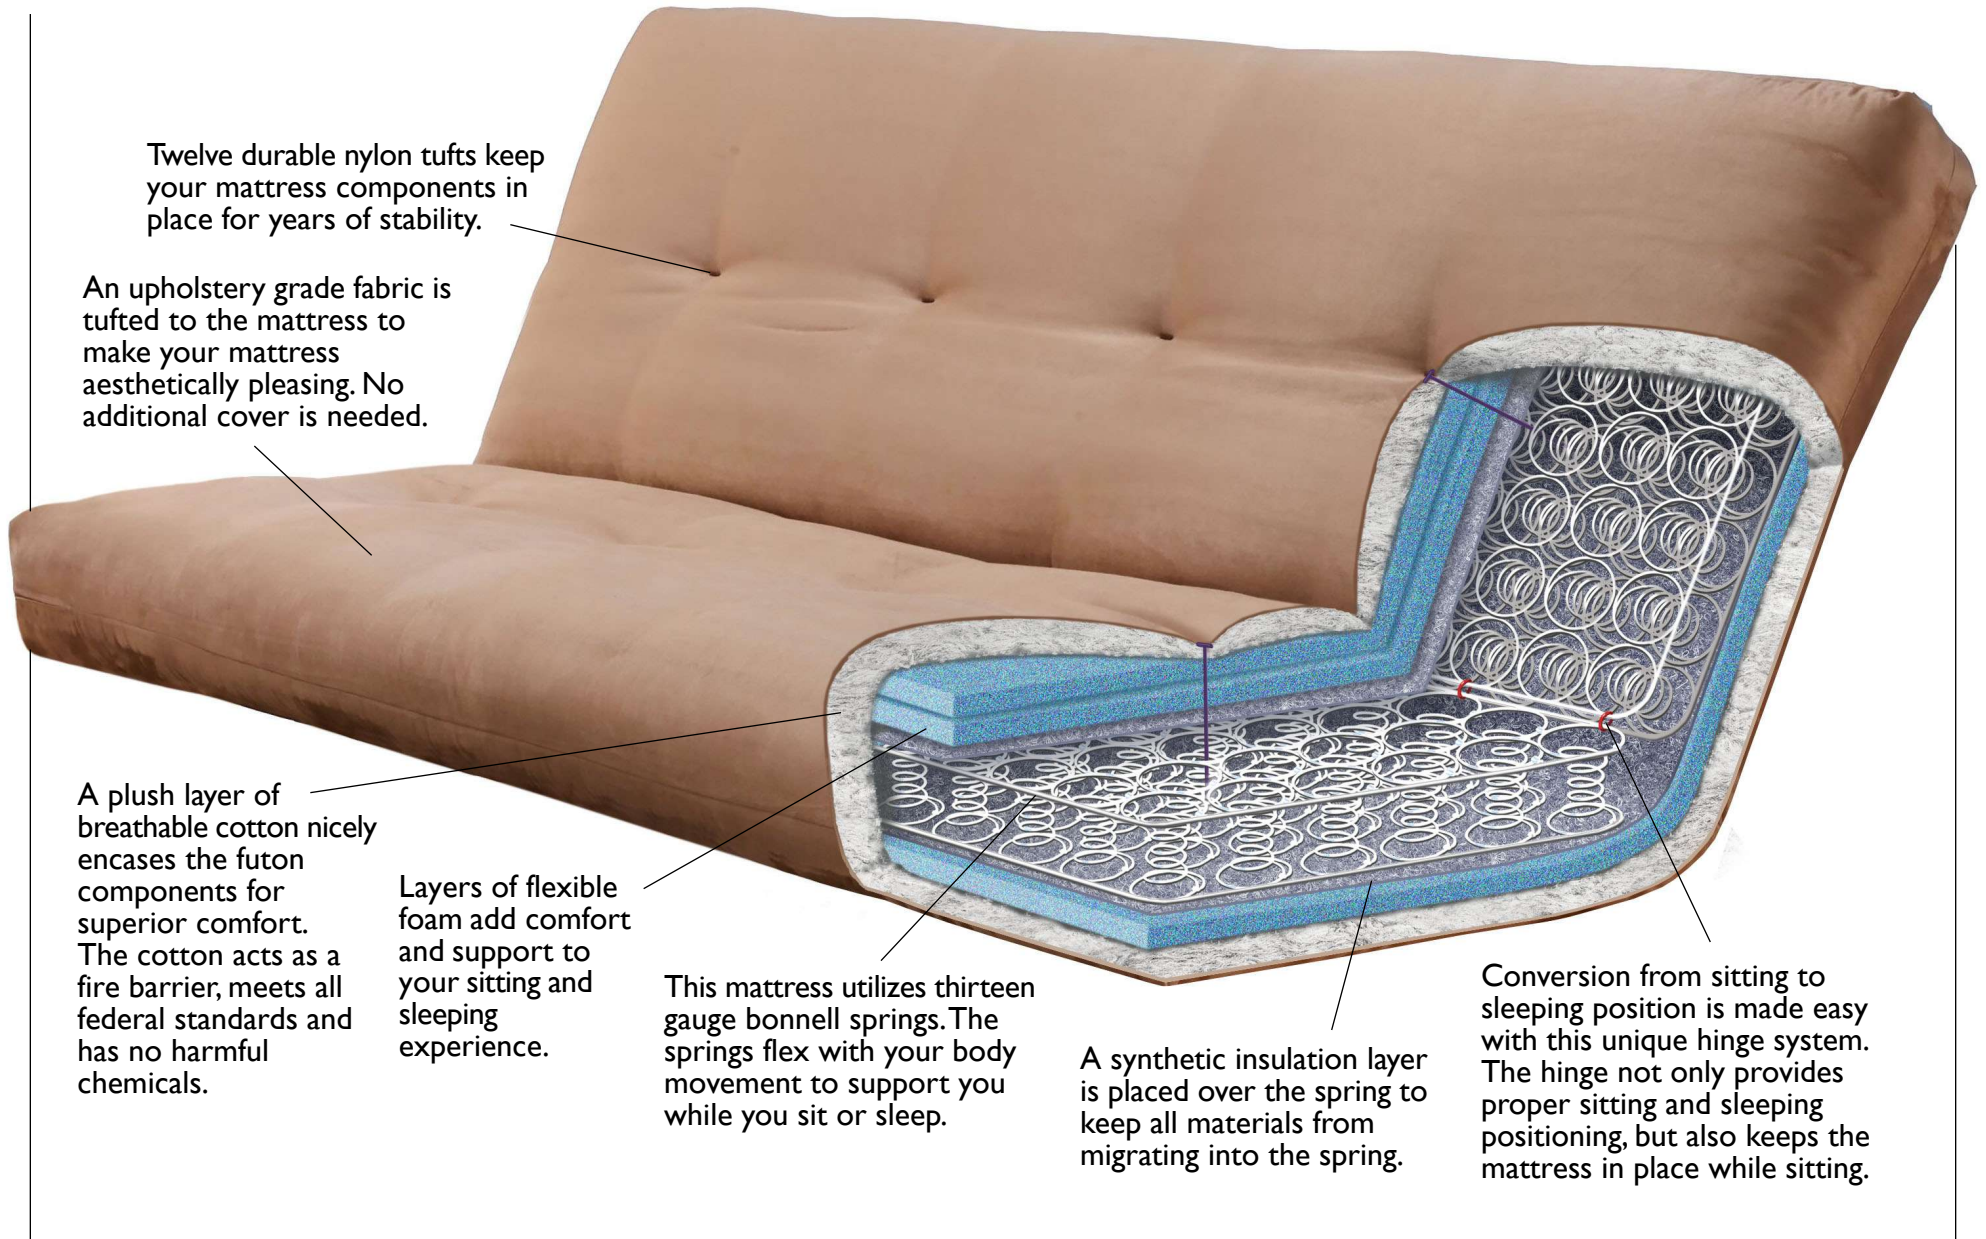 Twelve durable nylon tufts keep
your mattress components in
place for years of stability.
An upholstery grade fabric is
tufted to the mattress to
make your mattress
aesthetically pleasing. No
additional cover is needed.
A plush layer of
breathable cotton nicely
encases the futon
components for
superior comfort.
The cotton acts as a
fire barrier, meets all
federal standards and
has no harmful
chemicals.
Layers of flexible
foam add comfort
and support to
your sitting and
sleeping
experience.
This mattress utilizes thirteen
gauge bonnell springs. The
springs flex with your body
movement to support you
while you sit or sleep.
A synthetic insulation layer
is placed over the spring to
keep all materials from
migrating into the spring.
Conversion from sitting to
sleeping position is made easy
with this unique hinge system.
The hinge not only provides
proper sitting and sleeping
positioning, but also keeps the
mattress in place while sitting.